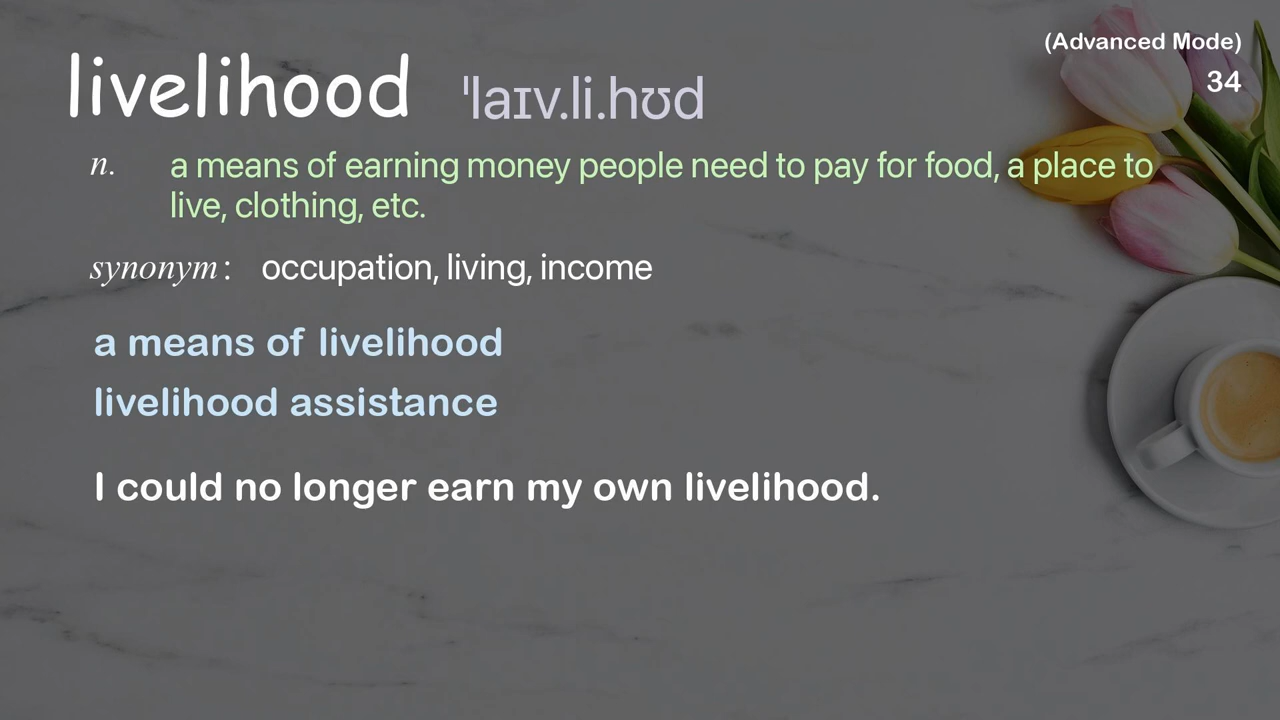 (Advanced Mode)
34
livelihood ˈlaɪv.li.hʊd
n. a means of earning money people need to pay for food, a place to
live, clothing, etc.
synonym: occupation, living, income
a means of livelihood
livelihood assistance
I could no longer earn my own livelihood.